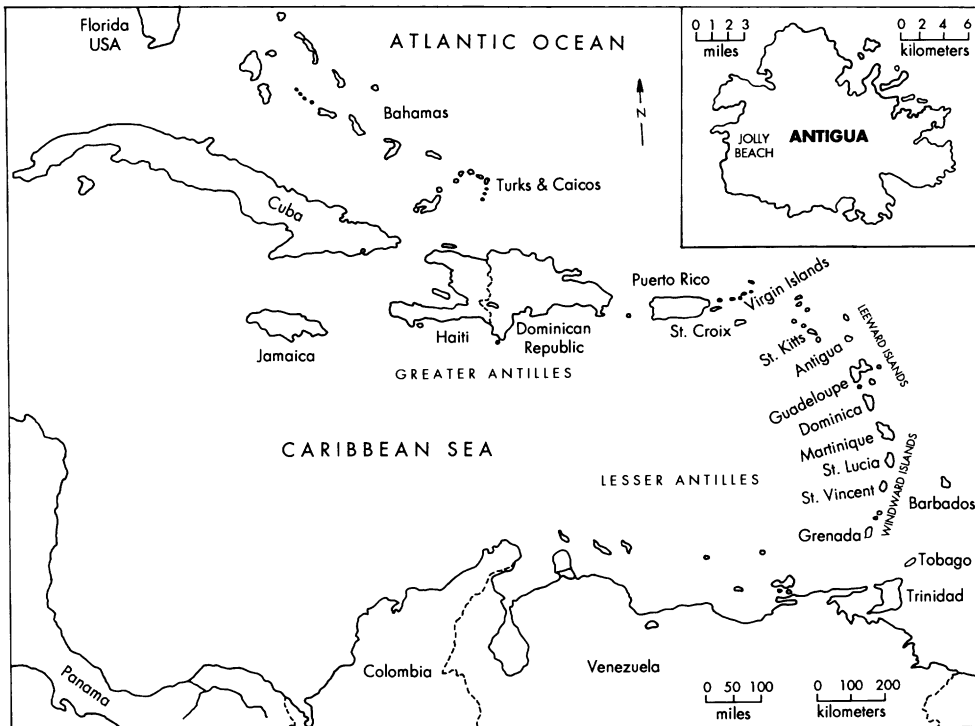 Florida
USA
ATLANTIC OCEAN
0 1 2 3
miles
0 2 4 6
kilometers
JOLLY
BEACH
ANTIGUA
N
Bahamas
Turks & Caicos
Cuba
Puerto Rico
Virgin Islands
St. Croix
Jamaica
Haiti
Dominican
Republic
GREATER ANTILLES
St. Kitts
Antigua
LEEWARD ISLANDS
Guadeloupe
Dominica
CARIBBEAN SEA
Martinique
St. Lucia
LESSER ANTILLES
St. Vincent
WINDWARD ISLANDS
Barbados
Grenada
Tobago
Trinidad
Panama
Colombia
Venezuela
0 50 100
miles
0 100 200
kilometers